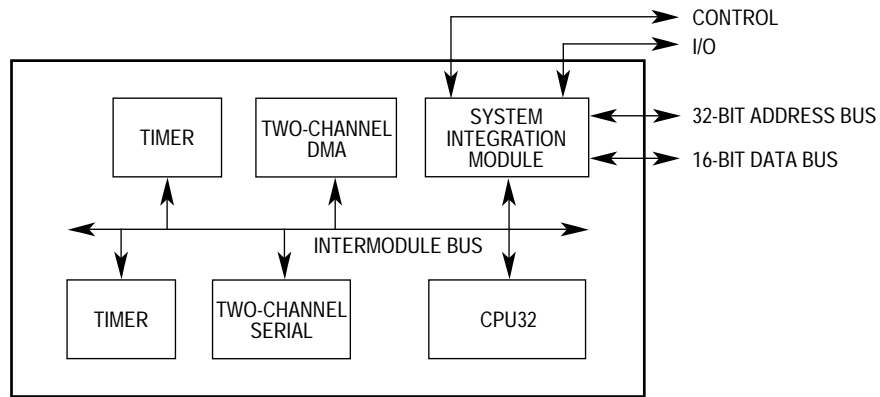 CONTROL
I/O
TIMER
TWO-CHANNEL
DMA
SYSTEM
INTEGRATION
MODULE
32-BIT ADDRESS BUS
16-BIT DATA BUS
INTERMODULE BUS
TIMER
TWO-CHANNEL
SERIAL
CPU32